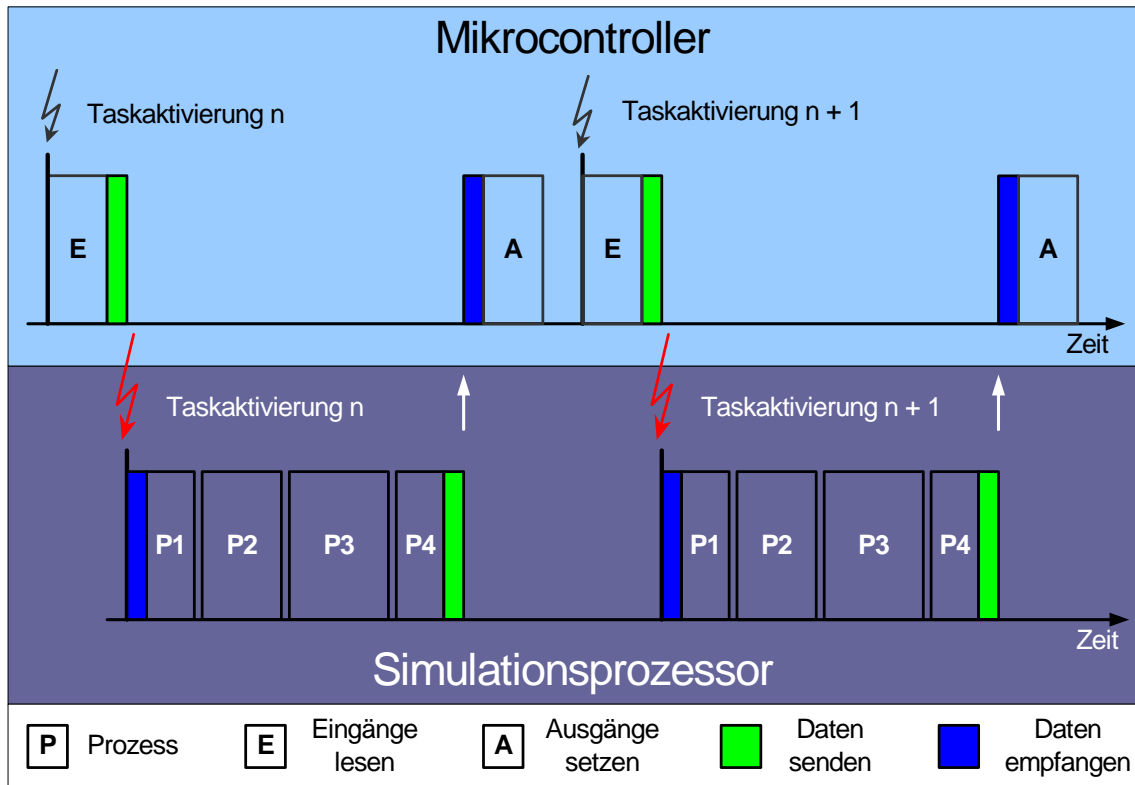 Mikrocontroller
Taskaktivierung n
Taskaktivierung n + 1
E
A
E
A
Zeit
Taskaktivierung n
Taskaktivierung n + 1
P1 P2 P3 P4
P1 P2 P3 P4
Zeit
Simulationsprozessor
P Prozess
E Eingänge
lesen
A Ausgänge
setzen
Daten
senden
Daten
empfangen